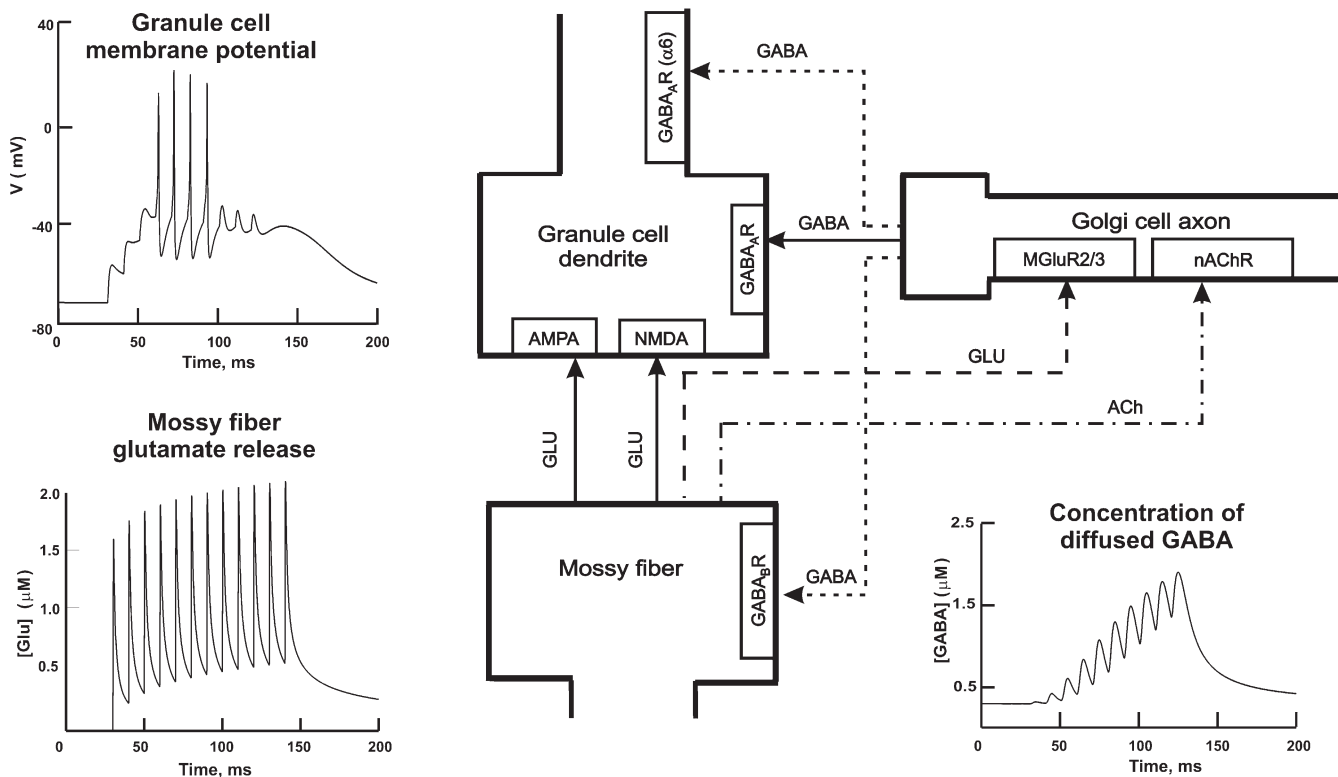 Granule cell
membrane potential
40
0
-40
-80
V ( mV)
50
100
150
200
Time, ms
Mossy fiber
glutamate release
2.0
1.5
1.0
0.5
[Glu] (μM)
0
50
100
150
200
Time, ms
GABA_AR (α6)
GABA
Granule cell
dendrite
GABA_AR
GABA
AMPA
NMDA
Golgi cell axon
MGluR2/3
nAChR
GLU
ACh
GLU
GLU
Mossy fiber
GABA_BR
GABA
Concentration of
diffused GABA
2.5
1.5
0.5
[GABA] (μM)
0
50
100
150
200
Time, ms